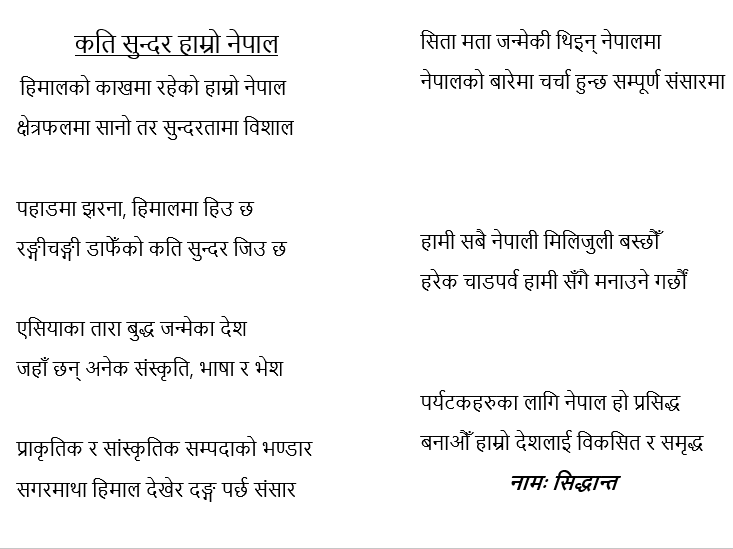 कति सुन्दर हाम्रो नेपाल
हिमालको काखमा रहेको हाम्रो नेपाल
क्षेत्रफलमा सानो तर सुन्दरतामा विशाल
पहाडमा झरना, हिमालमा हिउ छ
रङ्गीचङ्गी डाफेँको कति सुन्दर जिउ छ
एसियाका तारा बुद्ध जन्मेका देश
जहाँ छन् अनेक संस्कृति, भाषा र भेश
प्राकृतिक र सांस्कृतिक सम्पदाको भण्डार
सगरमाथा हिमाल देखेर दङ्ग पर्छ संसार
सिता मता जन्मेकी थिइन् नेपालमा
नेपालको बारेमा चर्चा हुन्छ सम्पूर्ण संसारमा
हामी सबै नेपाली मिलिजुली बस्छौँ
हरेक चाडपर्व हामी सँगै मनाउने गर्छौं
पर्यटकहरुका लागि नेपाल हो प्रसिद्ध
बनाऔँ हाम्रो देशलाई विकसित र समृद्ध
नामः सिद्धान्त